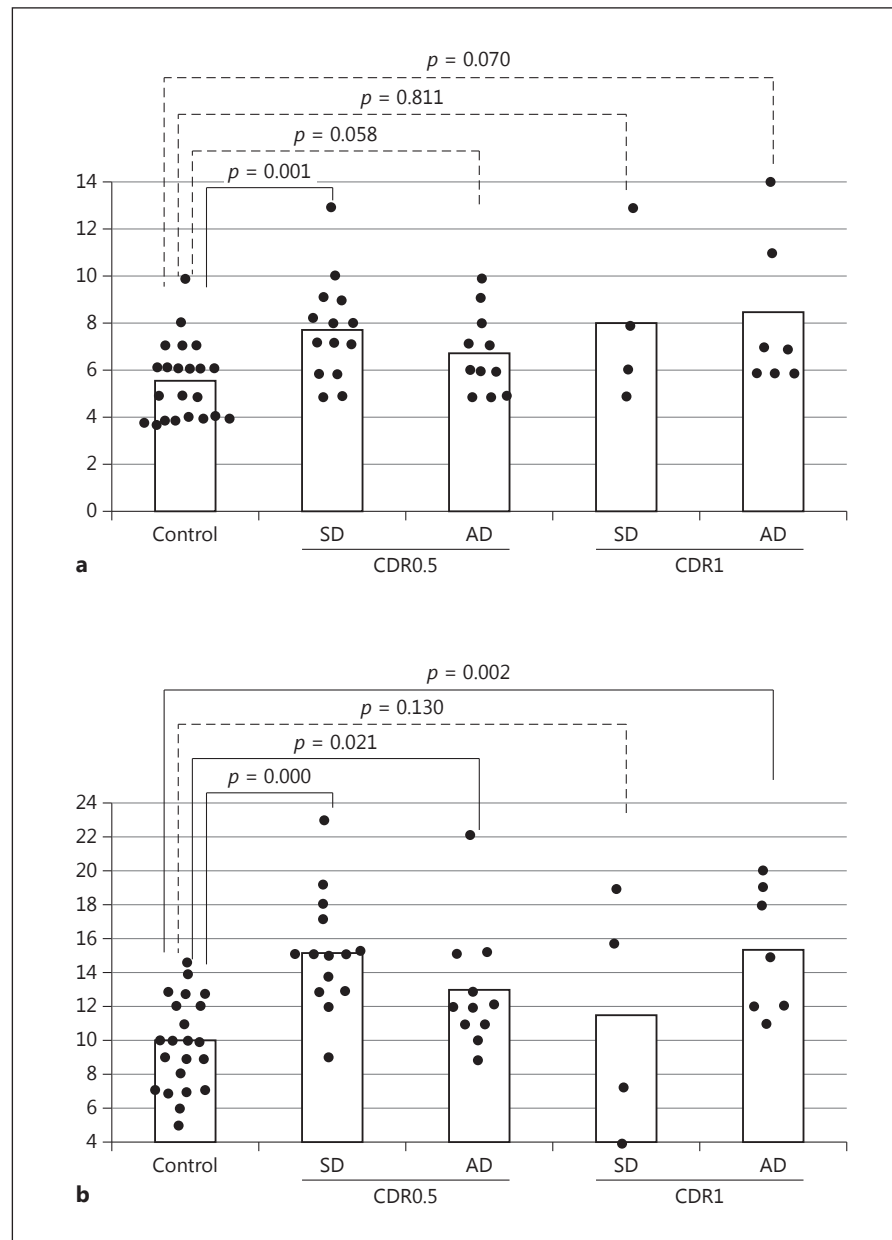 p = 0.070
p = 0.811
p = 0.058
p = 0.001
14
12
10
8
6
4
2
0
Control SD AD SD AD
CDR0.5 CDR1
a
p = 0.002
p = 0.130
p = 0.021
p = 0.000
24
22
20
18
16
14
12
10
8
6
4
Control SD AD SD AD
CDR0.5 CDR1
b